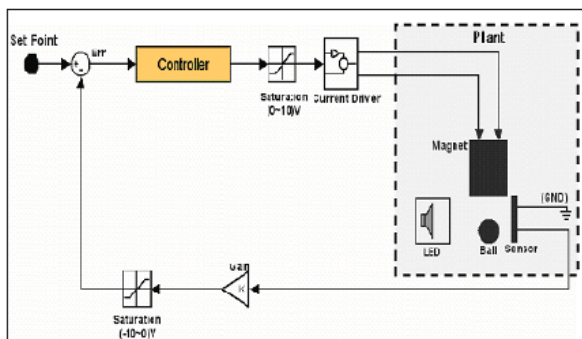 Plant
Set Point
Err
Controller
Saturation
(0~10)V
Current Driver
Magnet
(GND)
LED
Ball
Sensor
Gain
K
Saturation
(-10~0)V